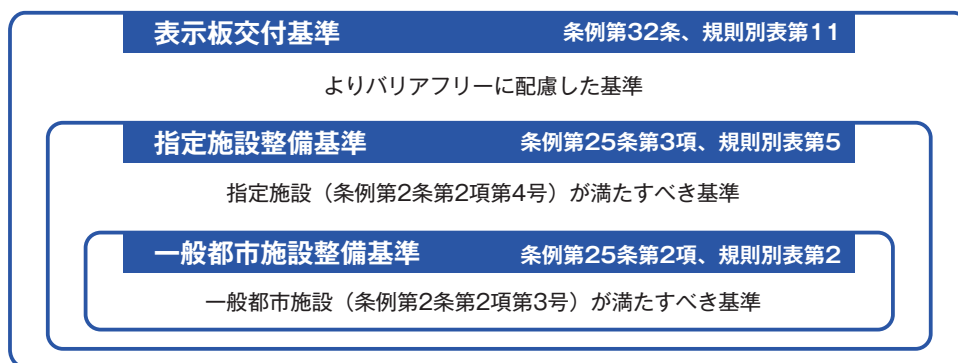 表示板交付基準 条例第32条、規則別表第11
よりバリアフリーに配慮した基準
指定施設整備基準 条例第25条第3項、規則別表第5
指定施設（条例第2条第2項第4号）が満たすべき基準
一般都市施設整備基準 条例第25条第2項、規則別表第2
一般都市施設（条例第2条第2項第3号）が満たすべき基準